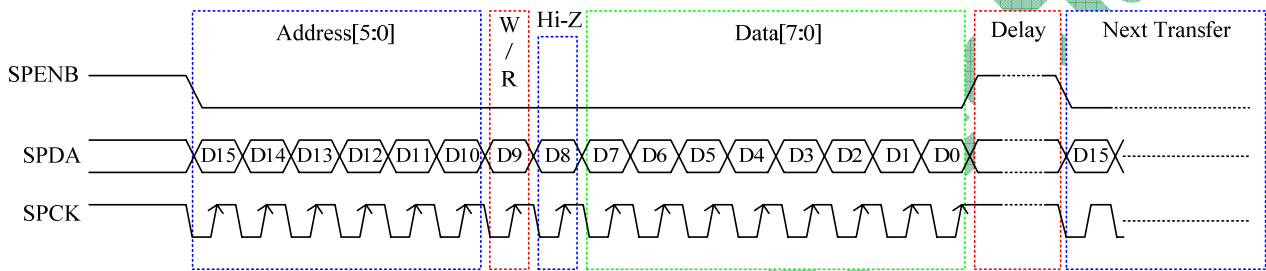 Address[5:0]
W
/
R
Hi-Z
Data[7:0]
Delay
Next Transfer
SPENB
SPDA
D15
D14
D13
D12
D11
D10
D9
D8
D7
D6
D5
D4
D3
D2
D1
D0
D15
SPCK